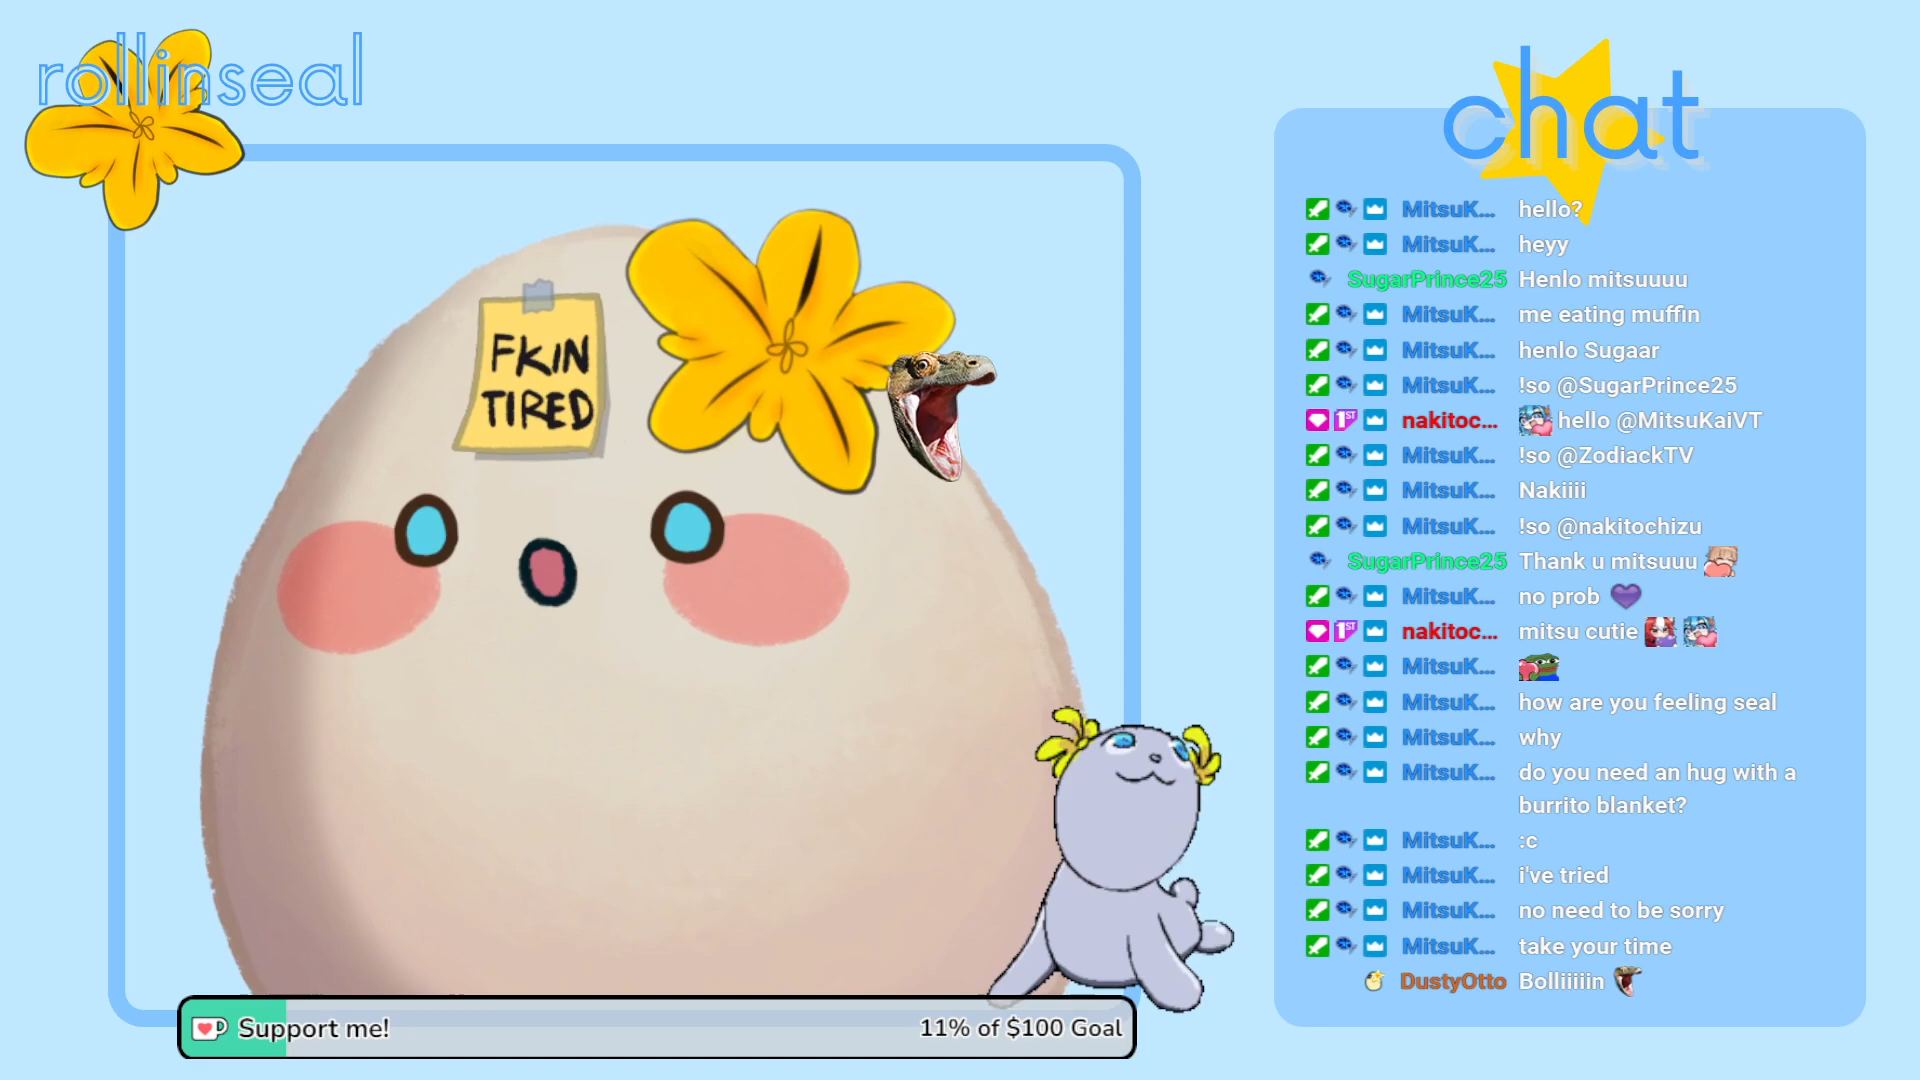 rollinseal
chat
FKIN
TIRED
MitsuK... hello?
MitsuK... heyy
SugarPrince25 Henlo mitsuuuu
MitsuK... me eating muffin
MitsuK... henlo Sugaar
MitsuK... !so @SugarPrince25
1ST nakitoc... hello @MitsuKaiVT
MitsuK... !so @ZodiackTV
MitsuK... Nakiiii
MitsuK... !so @nakitochizu
SugarPrince25 Thank u mitsuuu
MitsuK... no prob
1ST nakitoc... mitsu cutie
MitsuK...
MitsuK... how are you feeling seal
MitsuK... why
MitsuK... do you need an hug with a
burrito blanket?
MitsuK... :c
MitsuK... i've tried
MitsuK... no need to be sorry
MitsuK... take your time
DustyOtto Bolliiiiin
Support me! 11% of $100 Goal